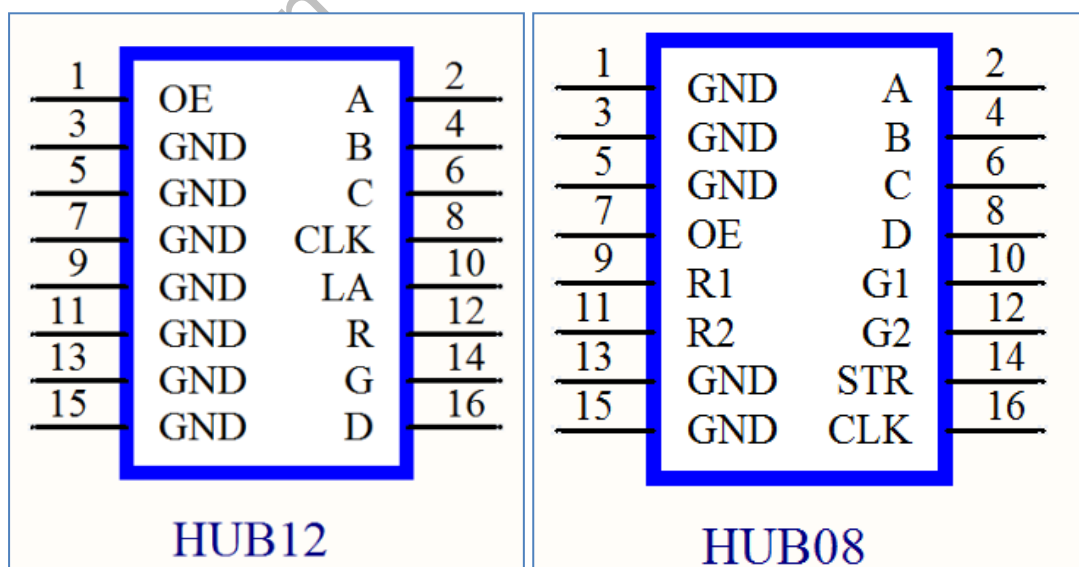 1 OE A 2
3 GND B 4
5 GND C 6
7 GND CLK 8
9 GND LA 10
11 GND R 12
13 GND G 14
15 GND D 16
HUB12
1 GND A 2
3 GND B 4
5 GND C 6
7 OE D 8
9 R1 G1 10
11 R2 G2 12
13 GND STR 14
15 GND CLK 16
HUB08